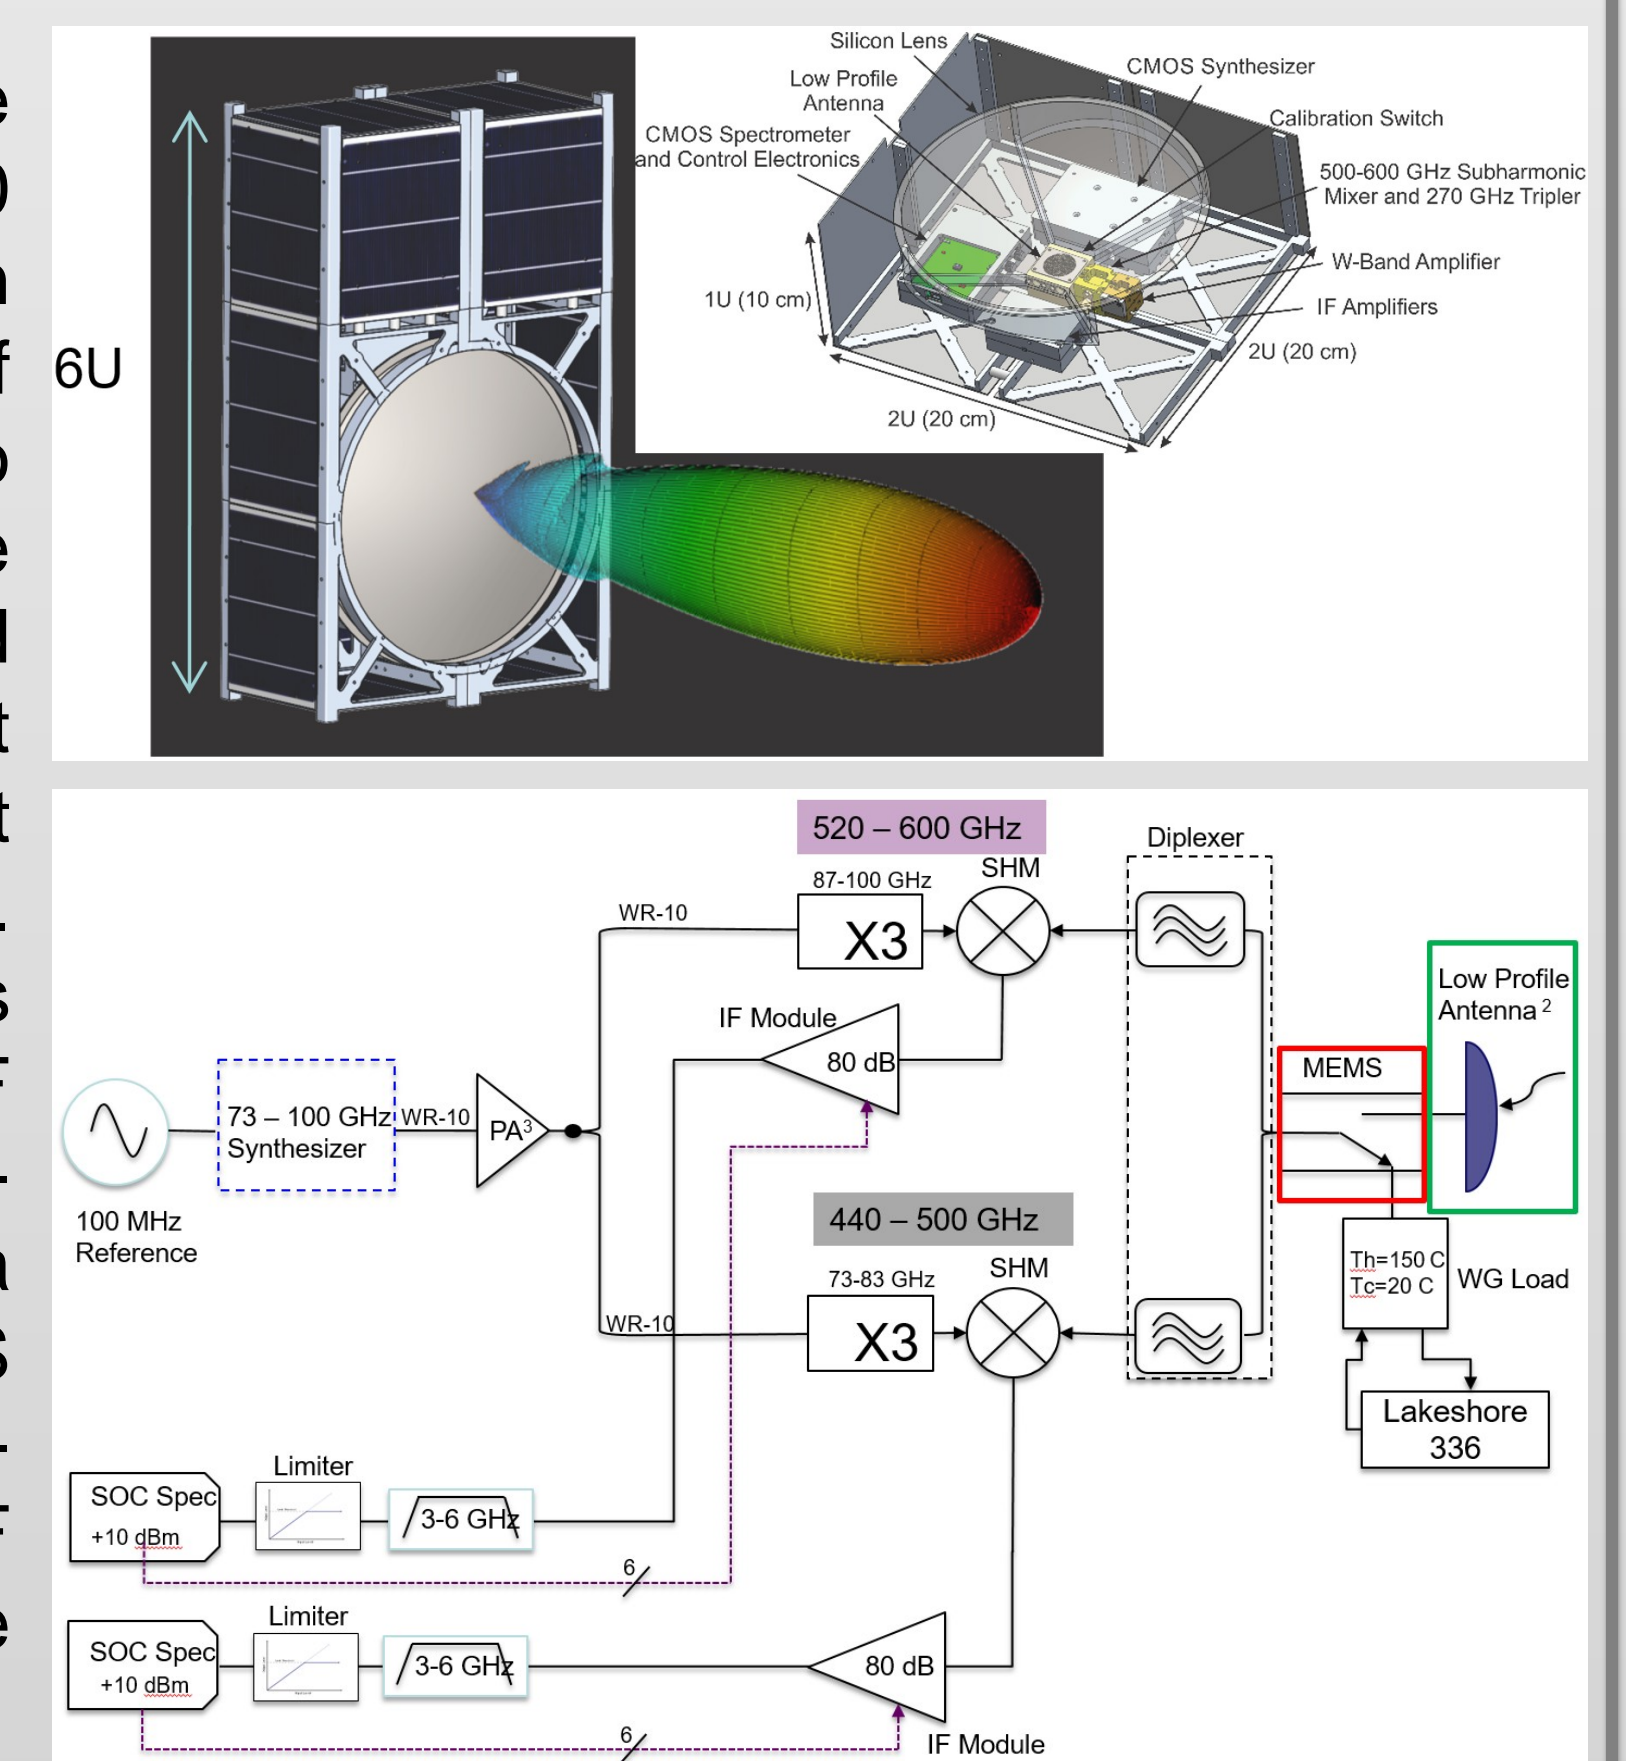 e
0
n
f
o
e
d
t
t
.
s
F
-
a
S
-
F
e
6U
Silicon Lens
Low Profile
Antenna
CMOS Spectrometer
and Control Electronics
CMOS Synthesizer
Calibration Switch
500-600 GHz Subharmonic
Mixer and 270 GHz Tripler
W-Band Amplifier
IF Amplifiers
1U (10 cm)
2U (20 cm)
2U (20 cm)
520 – 600 GHz
Diplexer
87-100 GHz
SHM
WR-10
X3
Low Profile
Antenna 2
IF Module
80 dB
MEMS
73 – 100 GHz
Synthesizer
WR-10
PA3
100 MHz
Reference
440 – 500 GHz
73-83 GHz
SHM
WR-10
X3
Th=150 C
Tc=20 C
WG Load
Lakeshore
336
Limiter
SOC Spec
+10 dBm
3-6 GHz
6
Limiter
SOC Spec
+10 dBm
3-6 GHz
80 dB
6
IF Module